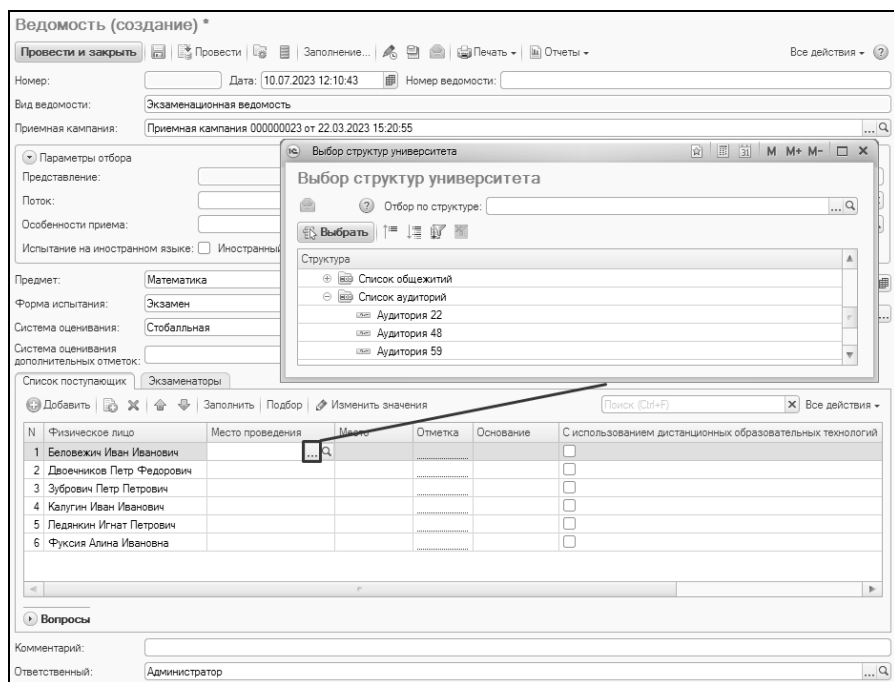 Ведомость (создание) *
Провести и закрыть Провести Заполнение... Печать Отчеты Все действия ?
Номер: Дата: 10.07.2023 12:10:43 Номер ведомости:
Вид ведомости: Экзаменационная ведомость
Приемная кампания: Приемная кампания 000000023 от 22.03.2023 15:20:55 ...
Параметры отбора
Представление:
Поток:
Особенности приема:
Испытание на иностранном языке: Иностранный
Предмет: Математика
Форма испытания: Экзамен
Система оценивания: Стобалльная
Система оценивания
дополнительных отметок:
1С Выбор структур университета 31 M M+ M-
Выбор структур университета
? Отбор по структуре: ...
Выбрать
Структура
Список общежитий
Список аудиторий
Аудитория 22
Аудитория 48
Аудитория 59
Список поступающих Экзаменаторы
Добавить Заполнить Подбор Изменить значения Поиск (Ctrl+F) Все действия
N Физическое лицо Место проведения Место Отметка Основание С использованием дистанционных образовательных технологий
1 Беловежич Иван Иванович ...
2 Двоечников Петр Федорович
3 Зубрович Петр Петрович
4 Калугин Иван Иванович
5 Ледянкин Игнат Петрович
6 Фуксия Алина Ивановна
Вопросы
Комментарий:
Ответственный: Администратор ...